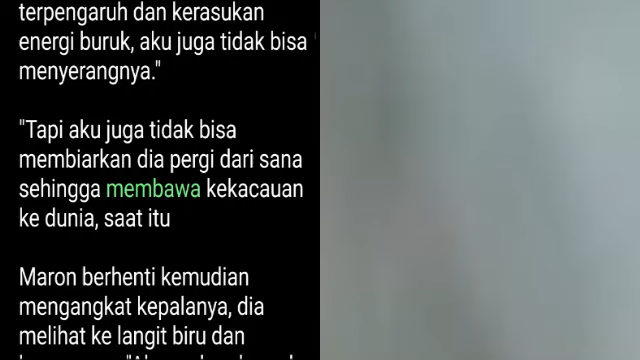 terpengaruh dan kerasukan
energi buruk, aku juga tidak bisa
menyerangnya."
"Tapi aku juga tidak bisa
membiarkan dia pergi dari sana
sehingga membawa kekacauan
ke dunia, saat itu
Maron berhenti kemudian
mengangkat kepalanya, dia
melihat ke langit biru dan